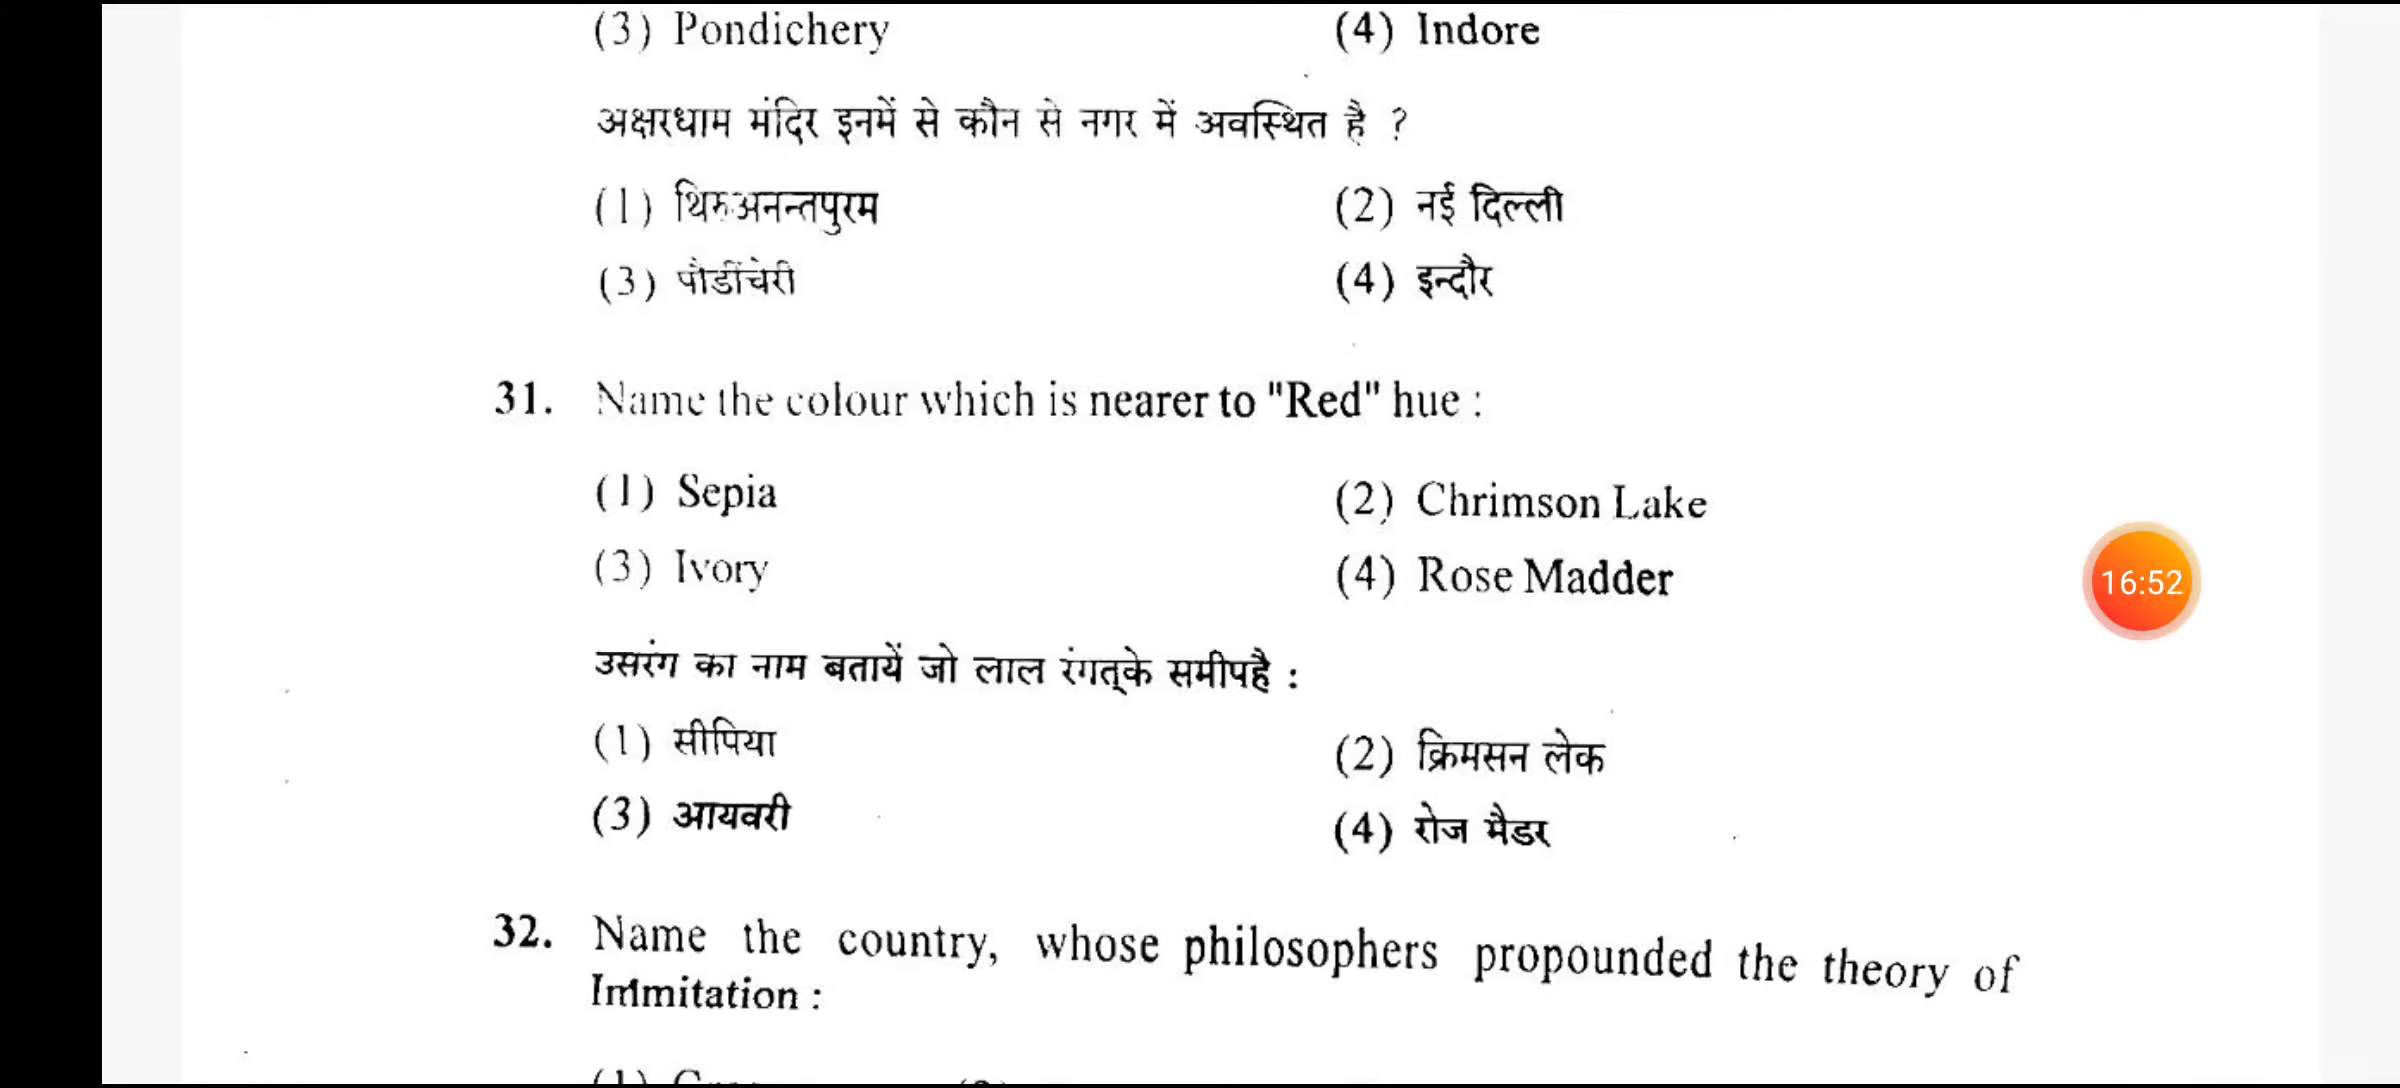 (3) Pondichery (4) Indore
अक्षरधाम मंदिर इनमें से कौन से नगर में अवस्थित है ?
(1) थिरुअनन्तपुरम (2) नई दिल्ली
(3) पौडींचेरी (4) इन्दौर
31. Name the colour which is nearer to "Red" hue :
(1) Sepia (2) Chrimson Lake
(3) Ivory (4) Rose Madder
16:52
उसरंग का नाम बतायें जो लाल रंगत्के समीपहै :
(1) सीपिया (2) क्रिमसन लेक
(3) आयवरी (4) रोज मैडर
32. Name the country, whose philosophers propounded the theory of
Immitation :